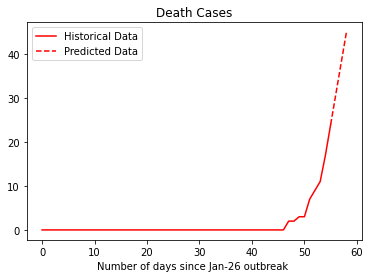 Death Cases
Historical Data
Predicted Data
40
30
20
10
0
0 10 20 30 40 50 60
Number of days since Jan-26 outbreak